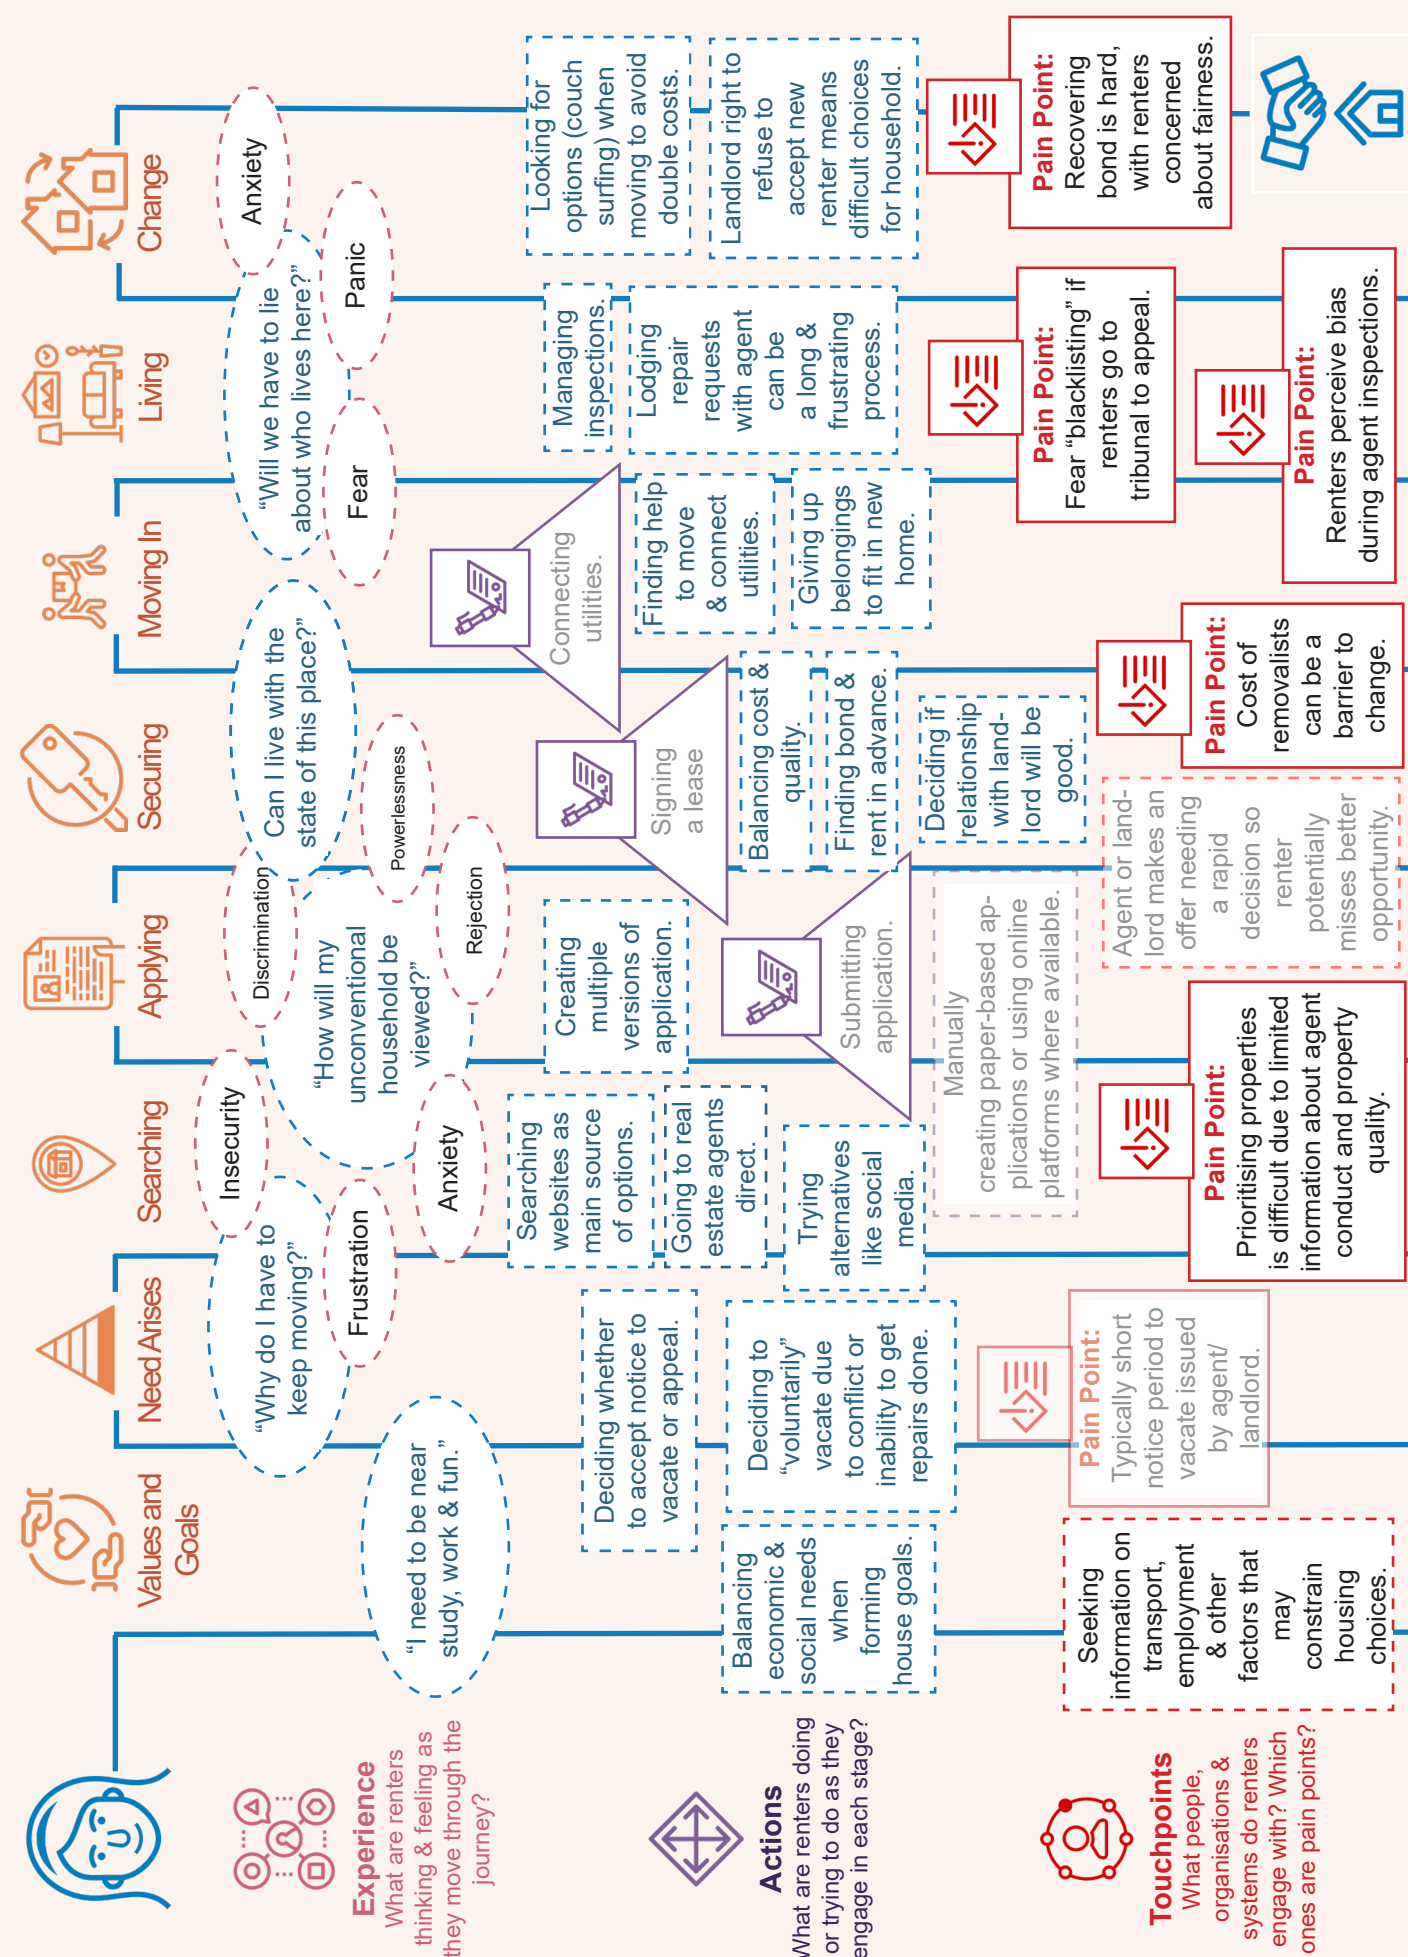 Values and
Goals
Need Arises
Searching
Applying
Securing
Moving In
Living
Change
Experience
What are renters
thinking & feeling as
they move through the
journey?
“I need to be near
study, work & fun.”
“Why do I have to
keep moving?”
Frustration
Insecurity
Anxiety
“How will my
unconventional
household be
viewed?”
Discrimination
Rejection
Powerlessness
Can I live with the
state of this place?”
Fear
“Will we have to lie
about who lives here?”
Panic
Anxiety
Actions
What are renters doing
or trying to do as they
engage in each stage?
Balancing
economic &
social needs
when
forming
house goals.
Deciding whether
to accept notice to
vacate or appeal.
Deciding to
“voluntarily”
vacate due
to conflict or
inability to get
repairs done.
Searching
websites as
main source
of options.
Going to real
estate agents
direct.
Trying
alternatives
like social
media.
Creating
multiple
versions of
application.
Submitting
application.
Signing
a lease
Balancing cost &
quality.
Finding bond &
rent in advance.
Deciding if
relationship
with land-
lord will be
good.
Connecting
utilities.
Finding help
to move
& connect
utilities.
Giving up
belongings
to fit in new
home.
Managing
inspections.
Lodging
repair
requests
with agent
can be
a long &
frustrating
process.
Looking for
options (couch
surfing) when
moving to avoid
double costs.
Landlord right to
refuse to
accept new
renter means
difficult choices
for household.
Touchpoints
What people,
organisations &
systems do renters
engage with? Which
ones are pain points?
Seeking
information on
transport,
employment
& other
factors that
may
constrain
housing
choices.
Pain Point:
Typically short
notice period to
vacate issued
by agent/
landlord.
Manually
creating paper-based ap-
plications or using online
platforms where available.
Pain Point:
Prioritising properties
is difficult due to limited
information about agent
conduct and property
quality.
Agent or land-
lord makes an
offer needing
a rapid
decision so
renter
potentially
misses better
opportunity.
Pain Point:
Cost of
removalists
can be a
barrier to
change.
Pain Point:
Fear “blacklisting” if
renters go to
tribunal to appeal.
Pain Point:
Renters perceive bias
during agent inspections.
Pain Point:
Recovering
bond is hard,
with renters
concerned
about fairness.